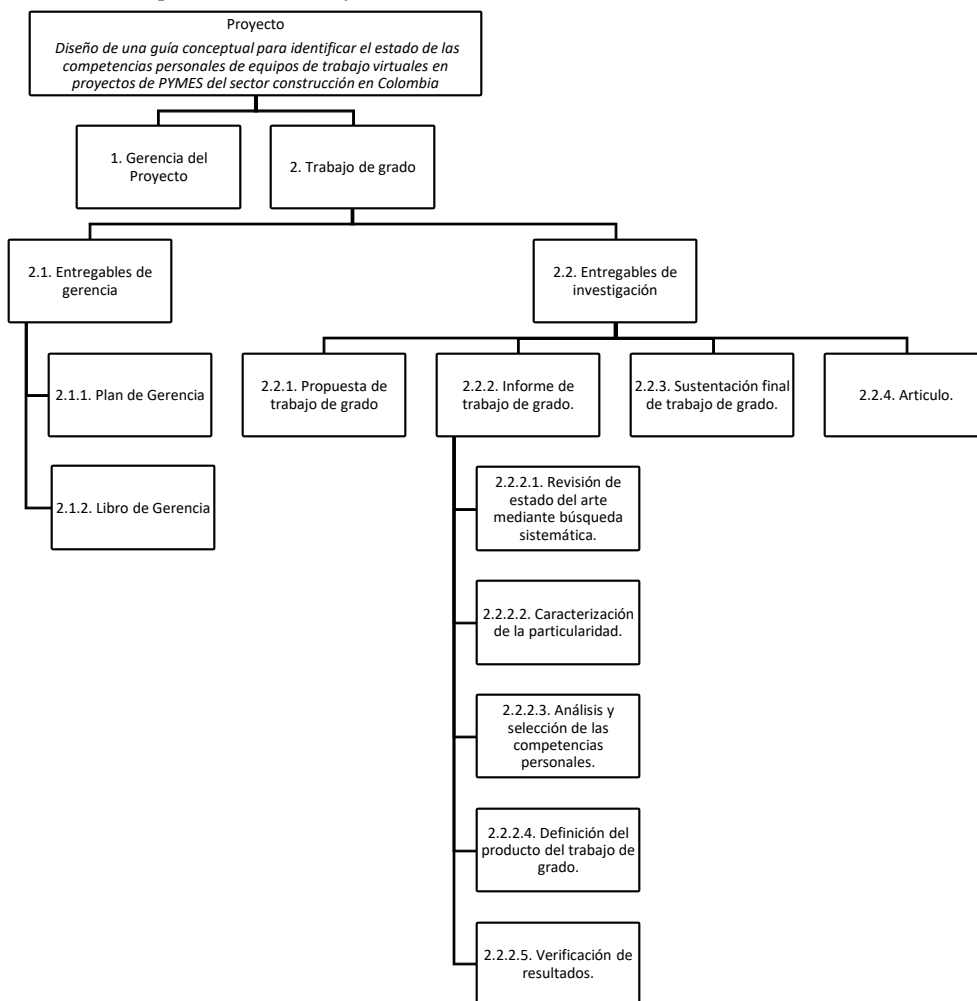 Proyecto
Diseño de una guía conceptual para identificar el estado de las
competencias personales de equipos de trabajo virtuales en
proyectos de PYMES del sector construcción en Colombia
1. Gerencia del
Proyecto
2. Trabajo de grado
2.1. Entregables de
gerencia
2.2. Entregables de
investigación
2.1.1. Plan de Gerencia
2.1.2. Libro de Gerencia
2.2.1. Propuesta de
trabajo de grado
2.2.2. Informe de
trabajo de grado.
2.2.3. Sustentación final
de trabajo de grado.
2.2.4. Articulo.
2.2.2.1. Revisión de
estado del arte
mediante búsqueda
sistemática.
2.2.2.2. Caracterización
de la particularidad.
2.2.2.3. Análisis y
selección de las
competencias
personales.
2.2.2.4. Definición del
producto del trabajo de
grado.
2.2.2.5. Verificación de
resultados.